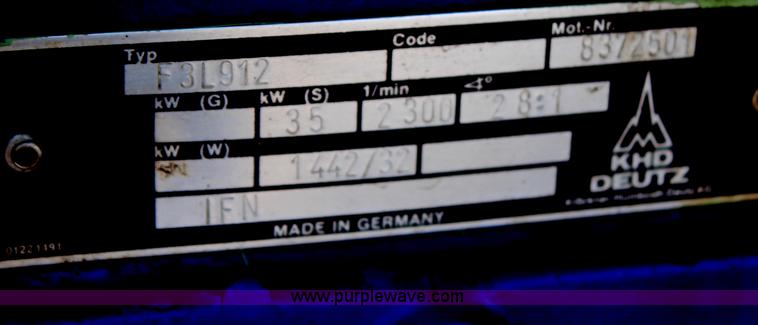 Typ Code Mot.-Nr.
F3L912 8372501
kW (G) kW (S) 1/min ∢°
35 2300 28:1
kW (W)
1442/32
IFN
KHD
DEUTZ
MADE IN GERMANY
01221491
www.purplewave.com